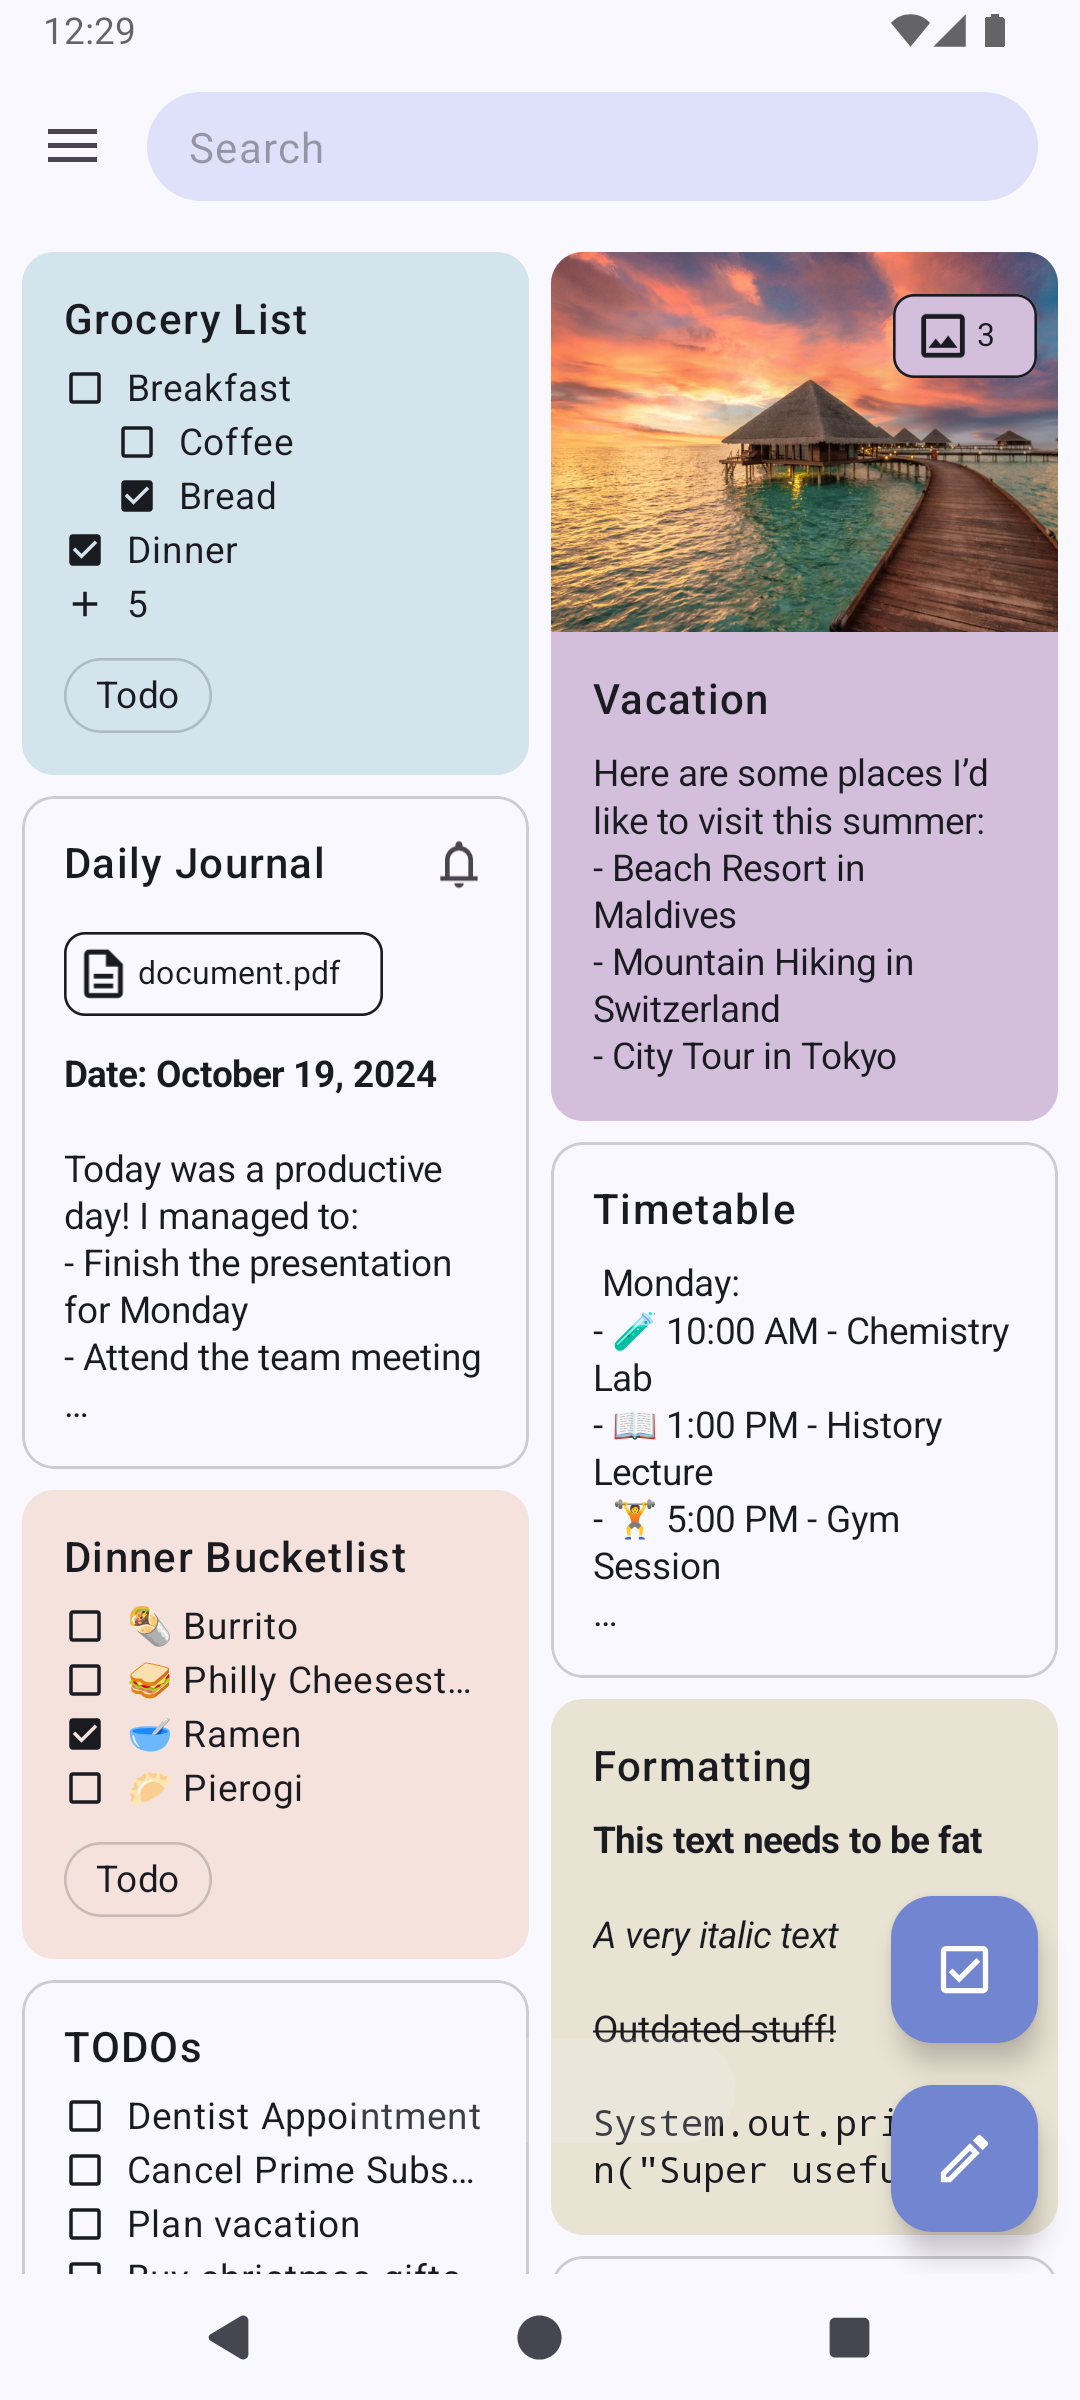 12:29
Search
Grocery List
Breakfast
Coffee
Bread
Dinner
+ 5
Todo
Daily Journal
document.pdf
Date: October 19, 2024
Today was a productive
day! I managed to:
- Finish the presentation
for Monday
- Attend the team meeting
...
Dinner Bucketlist
🌯 Burrito
🥪 Philly Cheesest...
🥣 Ramen
🥟 Pierogi
Todo
TODOs
Dentist Appointment
Cancel Prime Subs...
Plan vacation
Buy christmas gifts
3
Vacation
Here are some places I’d
like to visit this summer:
- Beach Resort in
Maldives
- Mountain Hiking in
Switzerland
- City Tour in Tokyo
Timetable
Monday:
- 🧪 10:00 AM - Chemistry
Lab
- 📖 1:00 PM - History
Lecture
- 🏋️ 5:00 PM - Gym
Session
...
Formatting
This text needs to be fat
A very italic text
Outdated stuff!
System.out.pri
n("Super usefu